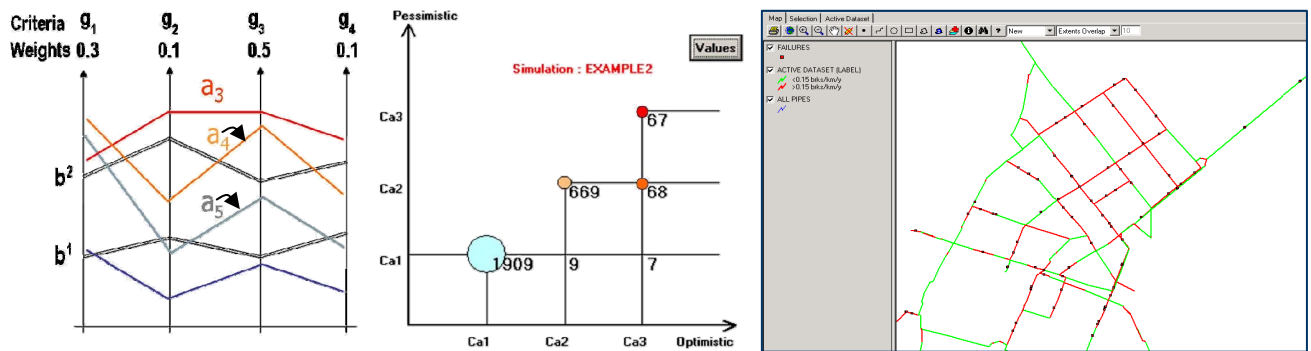 Criteria g1 g2 g3 g4
Weights 0.3 0.1 0.5 0.1
a3
a4
b2
a5
b1
Pessimistic
Values
Simulation : EXAMPLE2
Ca3
67
Ca2
669
68
Ca1
1909
9
7
Ca1 Ca2 Ca3 Optimistic
Map Selection Active Dataset
New Extents Overlap 10
FAILURES
ACTIVE DATASET (LABEL)
<0.15 brks/km/y
>0.15 brks/km/y
ALL PIPES